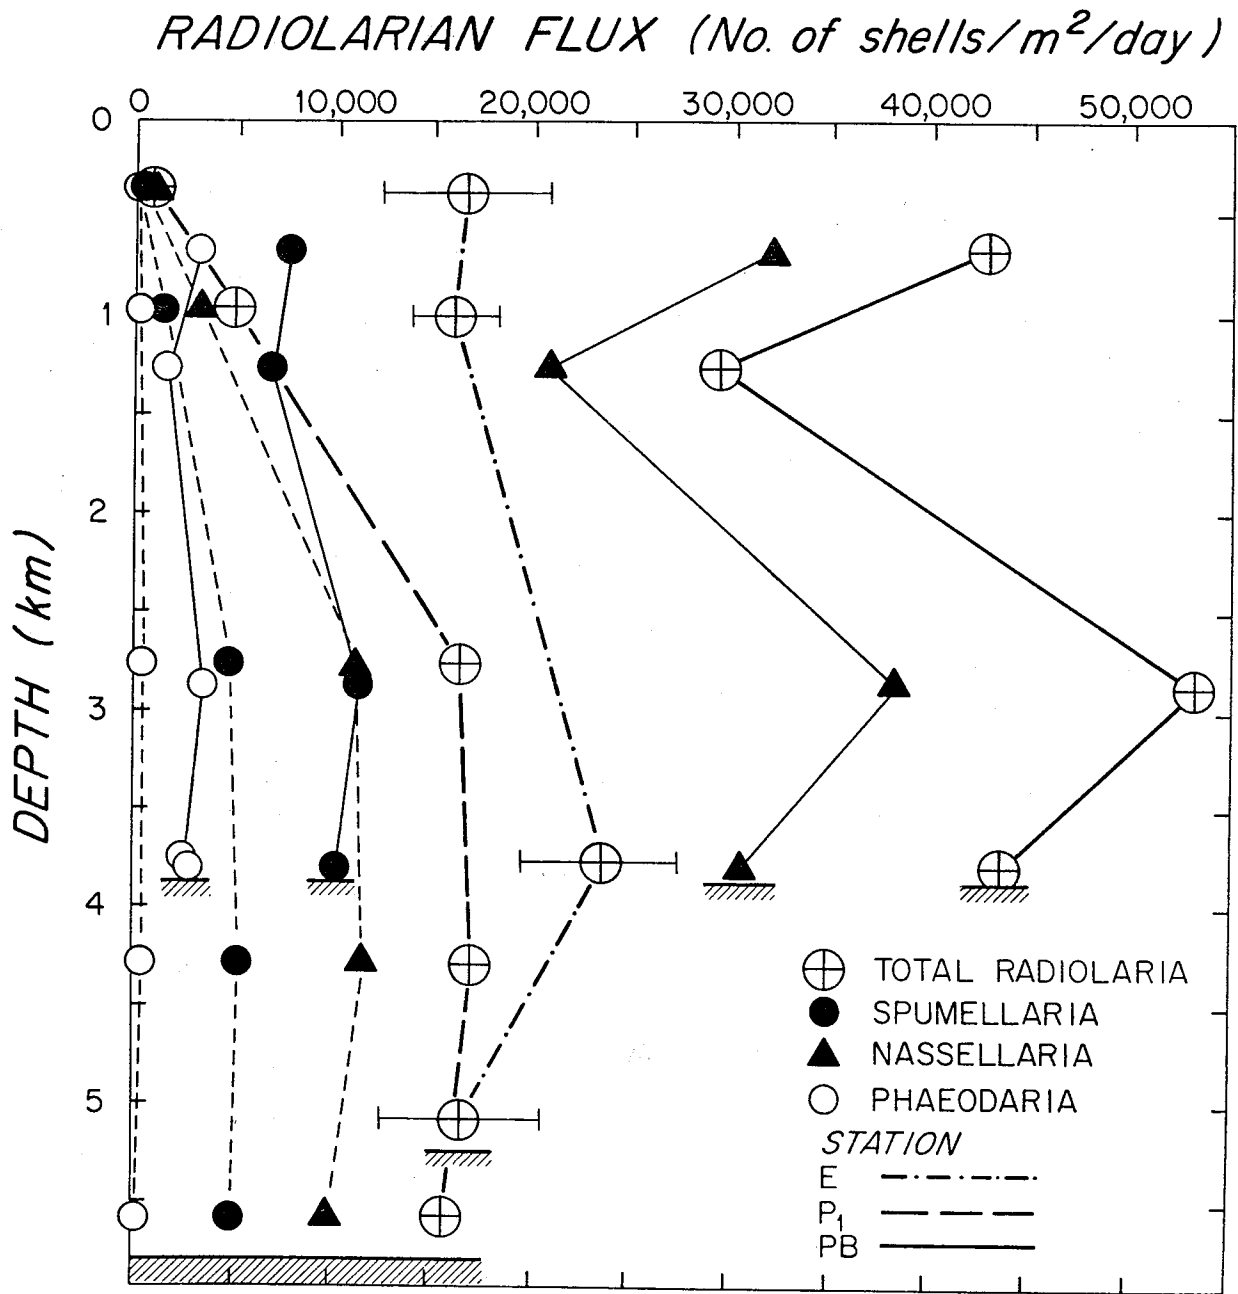 RADIOLARIAN FLUX (No. of shells/m²/day)
0 10,000 20,000 30,000 40,000 50,000
0
1
2
3
4
5
DEPTH (km)
TOTAL RADIOLARIA
SPUMELLARIA
NASSELLARIA
PHAEODARIA
STATION
E
P₁
PB